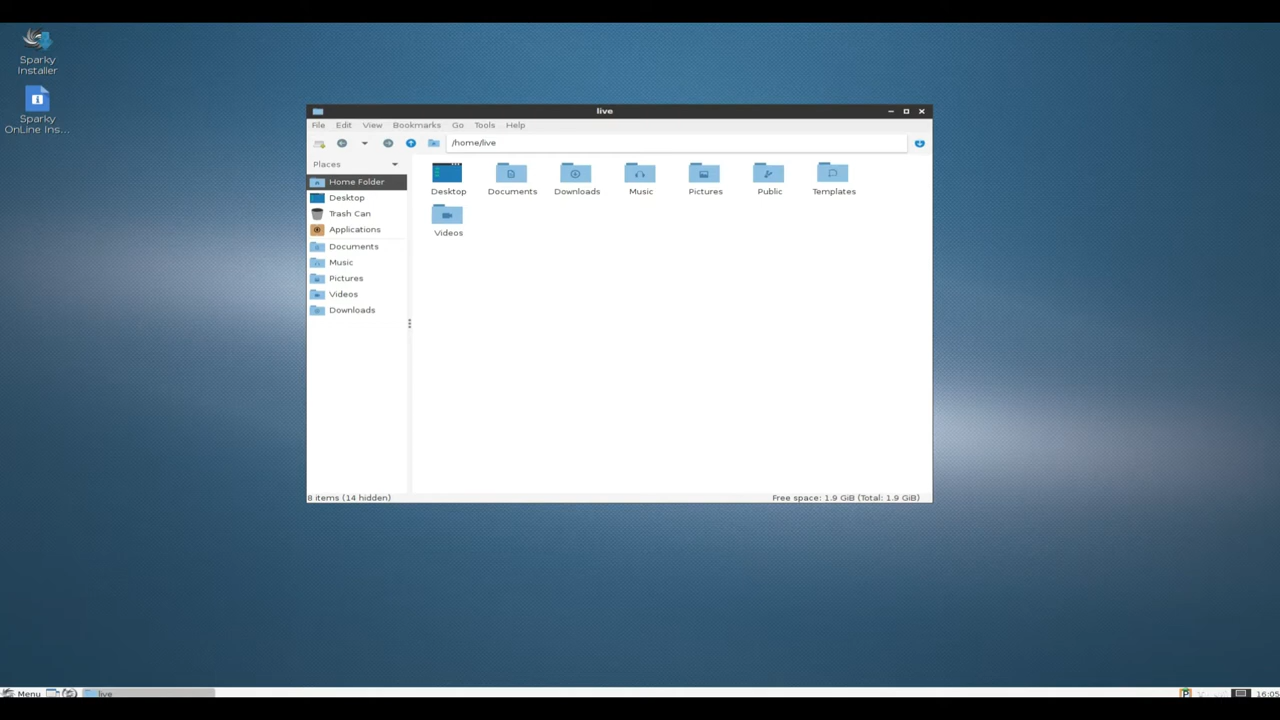 Sparky
Installer
Sparky
OnLine Ins...
live
File Edit View Bookmarks Go Tools Help
/home/live
Places
Home Folder
Desktop
Trash Can
Applications
Documents
Music
Pictures
Videos
Downloads
Desktop Documents Downloads Music Pictures Public Templates
Videos
8 items (14 hidden) Free space: 1.9 GiB (Total: 1.9 GiB)
Menu live 16:05